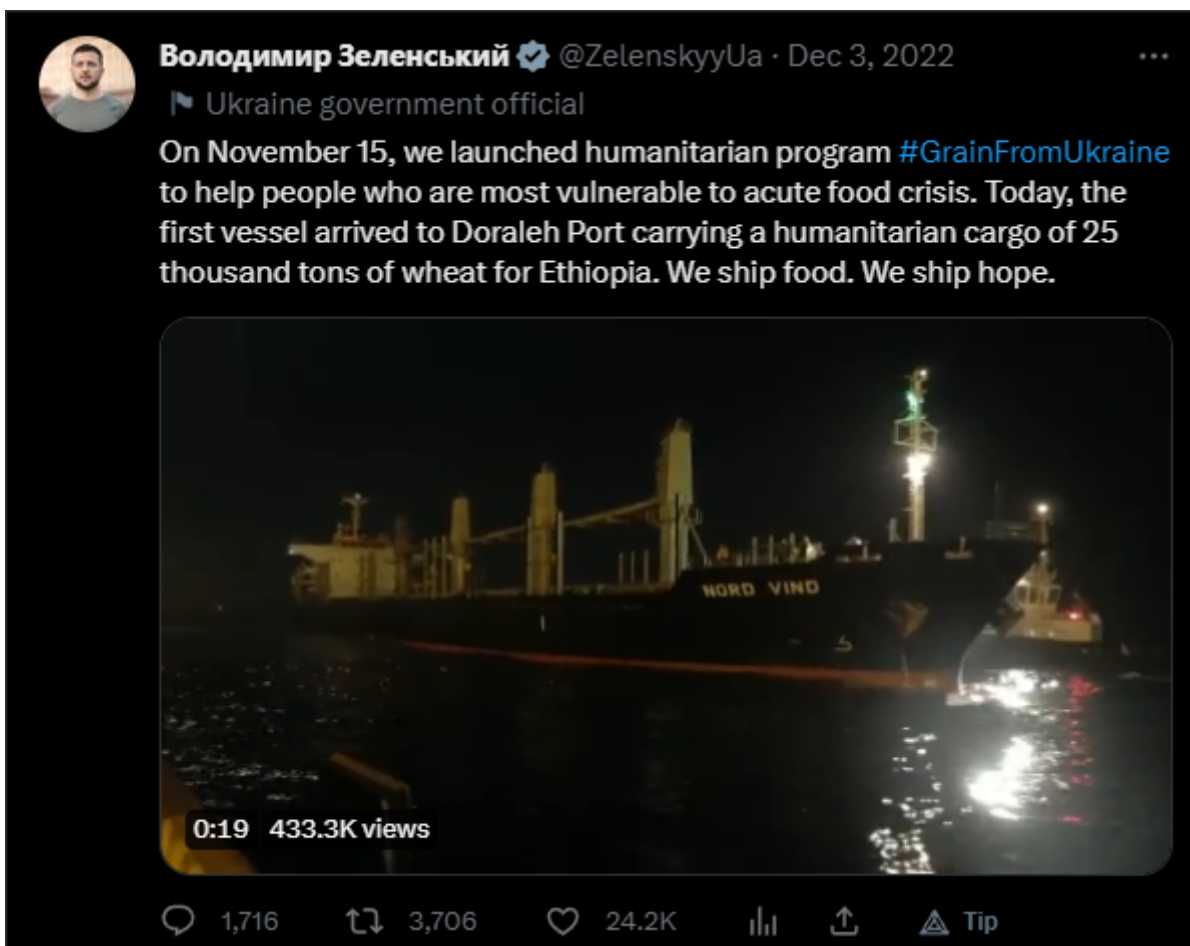 Володимир Зеленський @ZelenskyyUa · Dec 3, 2022
Ukraine government official
On November 15, we launched humanitarian program #GrainFromUkraine
to help people who are most vulnerable to acute food crisis. Today, the
first vessel arrived to Doraleh Port carrying a humanitarian cargo of 25
thousand tons of wheat for Ethiopia. We ship food. We ship hope.
NORD VIND
0:19 433.3K views
1,716 3,706 24.2K Tip